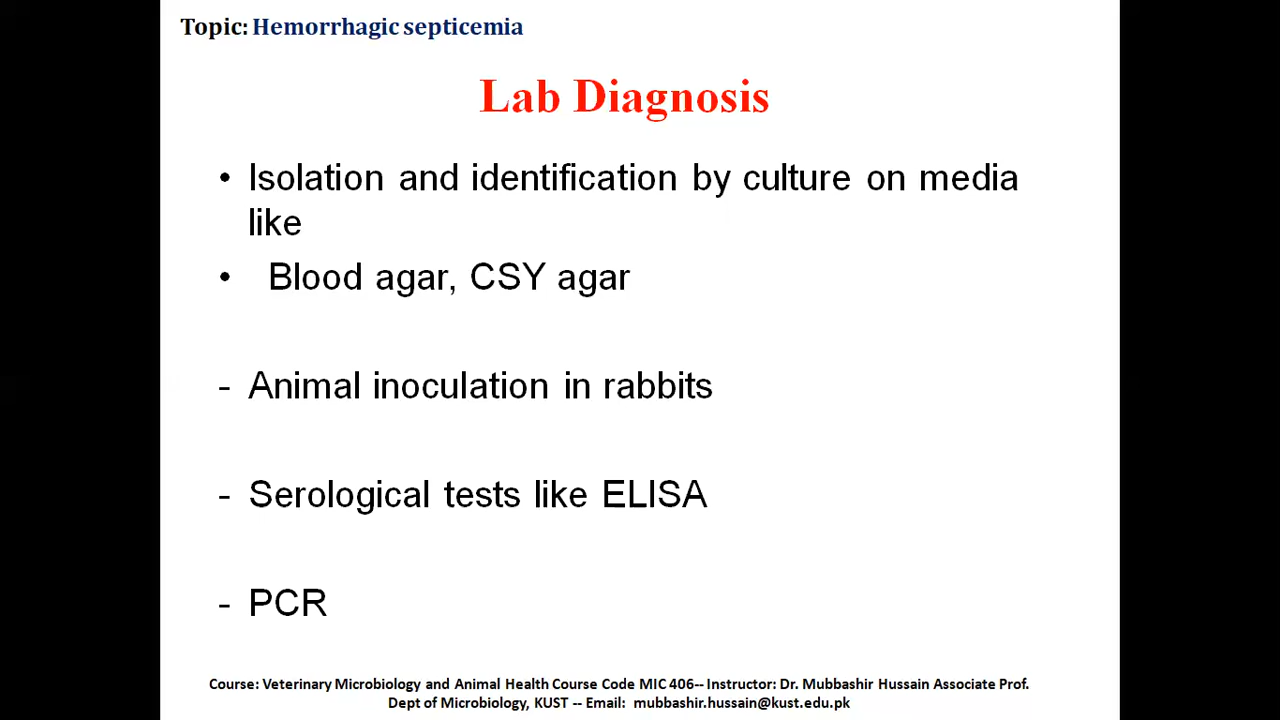 Topic: Hemorrhagic septicemia
Lab Diagnosis
• Isolation and identification by culture on media
like
• Blood agar, CSY agar
- Animal inoculation in rabbits
- Serological tests like ELISA
- PCR
Course: Veterinary Microbiology and Animal Health Course Code MIC 406-- Instructor: Dr. Mubbashir Hussain Associate Prof.
Dept of Microbiology, KUST -- Email: mubbashir.hussain@kust.edu.pk